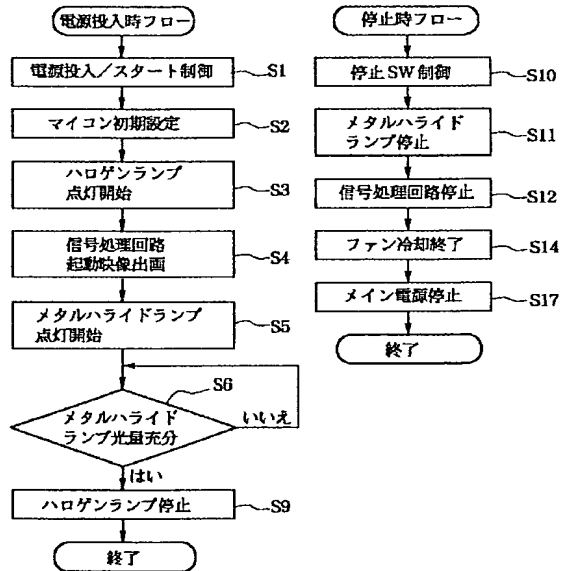 電源投入時フロー
電源投入/スタート制御
S1
マイコン初期設定
S2
ハロゲンランプ
点灯開始
S3
信号処理回路
起動映像出画
S4
メタルハライドランプ
点灯開始
S5
S6
メタルハライド
ランプ光量充分
いいえ
はい
ハロゲンランプ停止
S9
終了
停止時フロー
停止SW制御
S10
メタルハライド
ランプ停止
S11
信号処理回路停止
S12
ファン冷却終了
S14
メイン電源停止
S17
終了